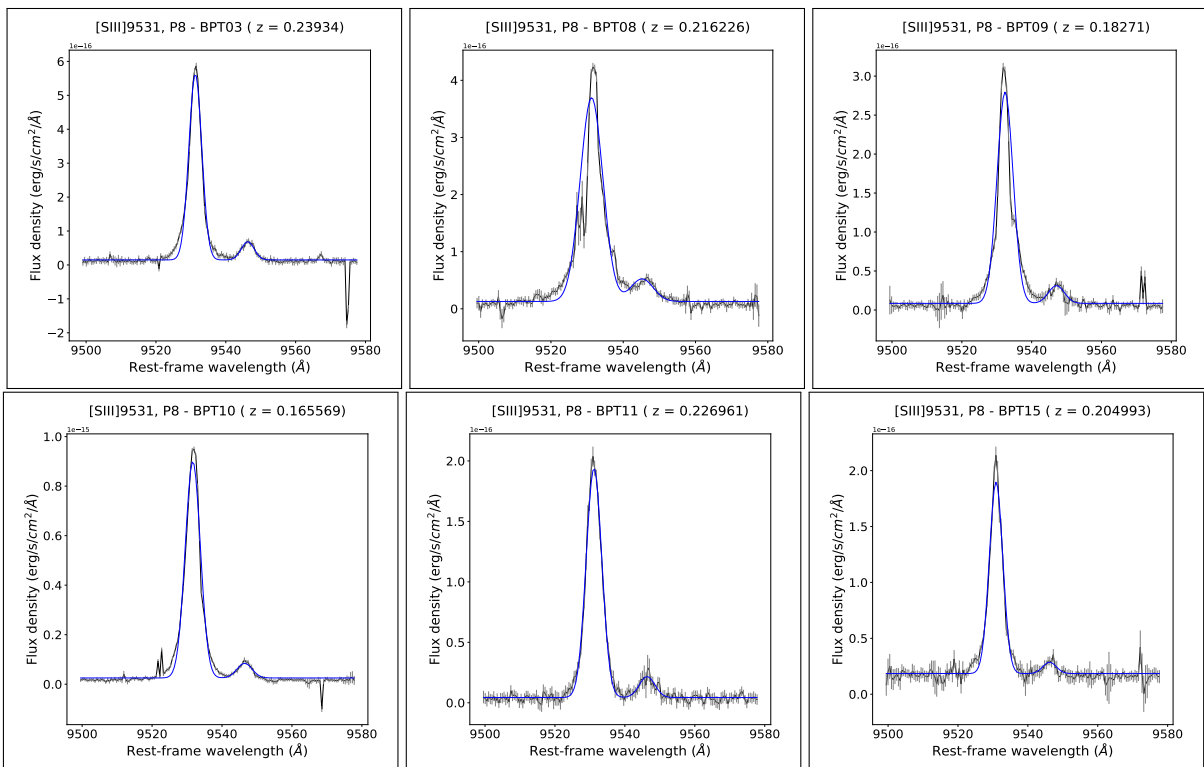 [SIII]9531, P8 - BPT03 ( z = 0.23934)
1e−16
Flux density (erg/s/cm²/Å)
6
5
4
3
2
1
0
−1
−2
9500 9520 9540 9560 9580
Rest-frame wavelength (Å)
[SIII]9531, P8 - BPT08 ( z = 0.216226)
1e−16
Flux density (erg/s/cm²/Å)
4
3
2
1
0
9500 9520 9540 9560 9580
Rest-frame wavelength (Å)
[SIII]9531, P8 - BPT09 ( z = 0.18271)
1e−16
Flux density (erg/s/cm²/Å)
3.0
2.5
2.0
1.5
1.0
0.5
0.0
9500 9520 9540 9560 9580
Rest-frame wavelength (Å)
[SIII]9531, P8 - BPT10 ( z = 0.165569)
1e−15
Flux density (erg/s/cm²/Å)
1.0
0.8
0.6
0.4
0.2
0.0
9500 9520 9540 9560 9580
Rest-frame wavelength (Å)
[SIII]9531, P8 - BPT11 ( z = 0.226961)
1e−16
Flux density (erg/s/cm²/Å)
2.0
1.5
1.0
0.5
0.0
9500 9520 9540 9560 9580
Rest-frame wavelength (Å)
[SIII]9531, P8 - BPT15 ( z = 0.204993)
1e−16
Flux density (erg/s/cm²/Å)
2.0
1.5
1.0
0.5
0.0
9500 9520 9540 9560 9580
Rest-frame wavelength (Å)